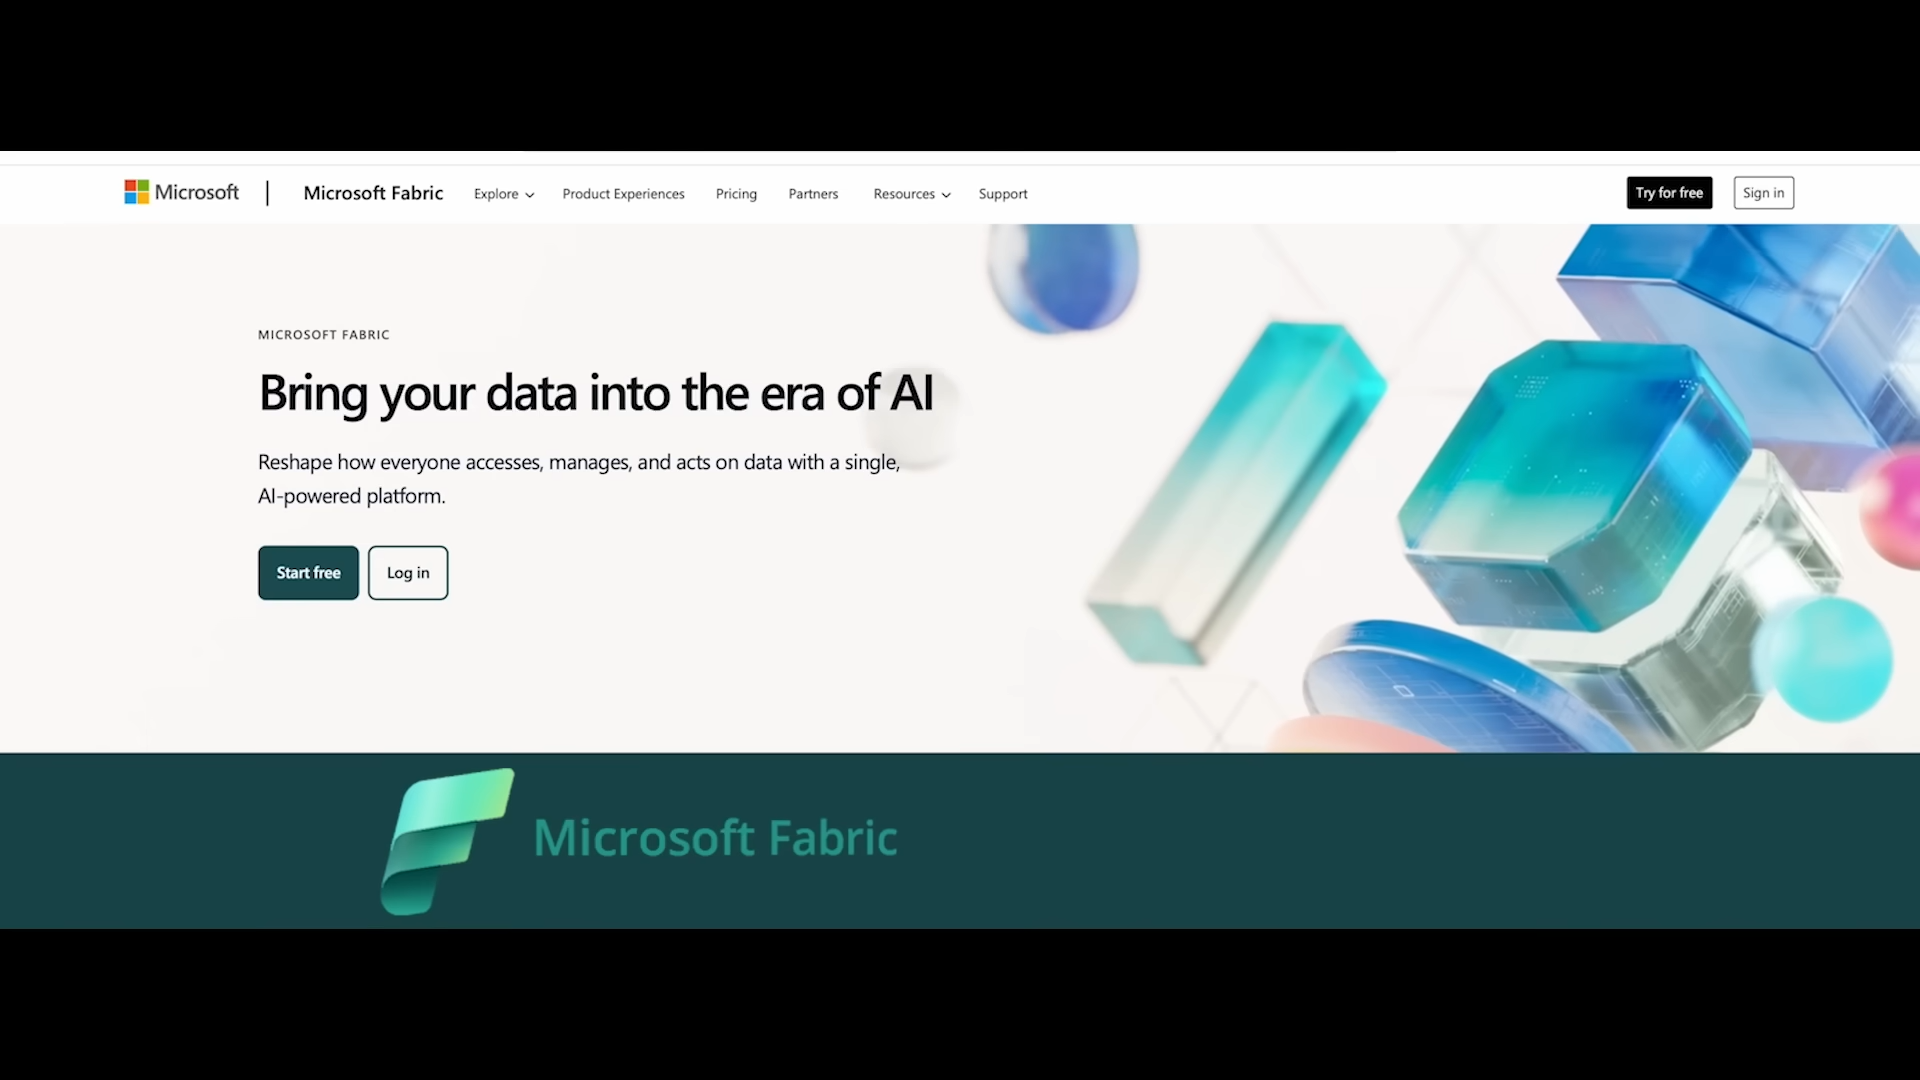 Microsoft
Microsoft Fabric
Explore
Product Experiences
Pricing
Partners
Resources
Support
Try for free
Sign in
MICROSOFT FABRIC
Bring your data into the era of AI
Reshape how everyone accesses, manages, and acts on data with a single,
AI-powered platform.
Start free
Log in
Microsoft Fabric